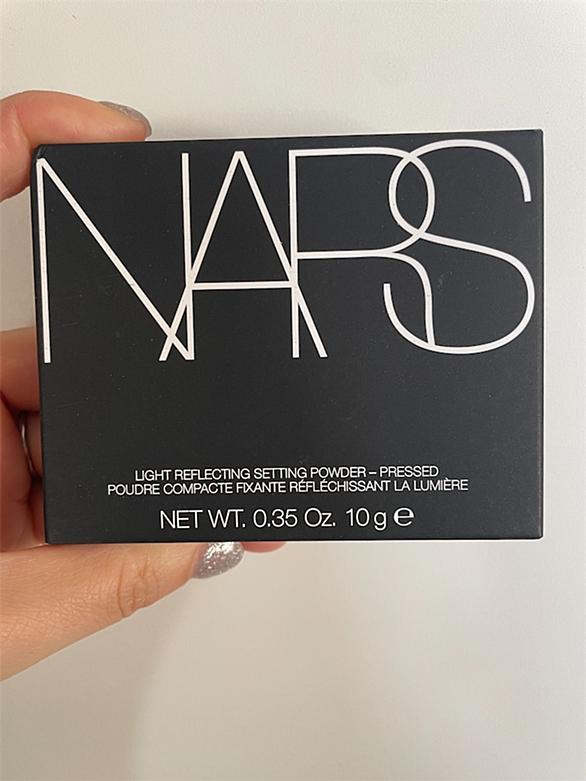 NARS
LIGHT REFLECTING SETTING POWDER – PRESSED
POUDRE COMPACTE FIXANTE RÉFLÉCHISSANT LA LUMIÈRE
NET WT. 0.35 Oz. 10 g ℮